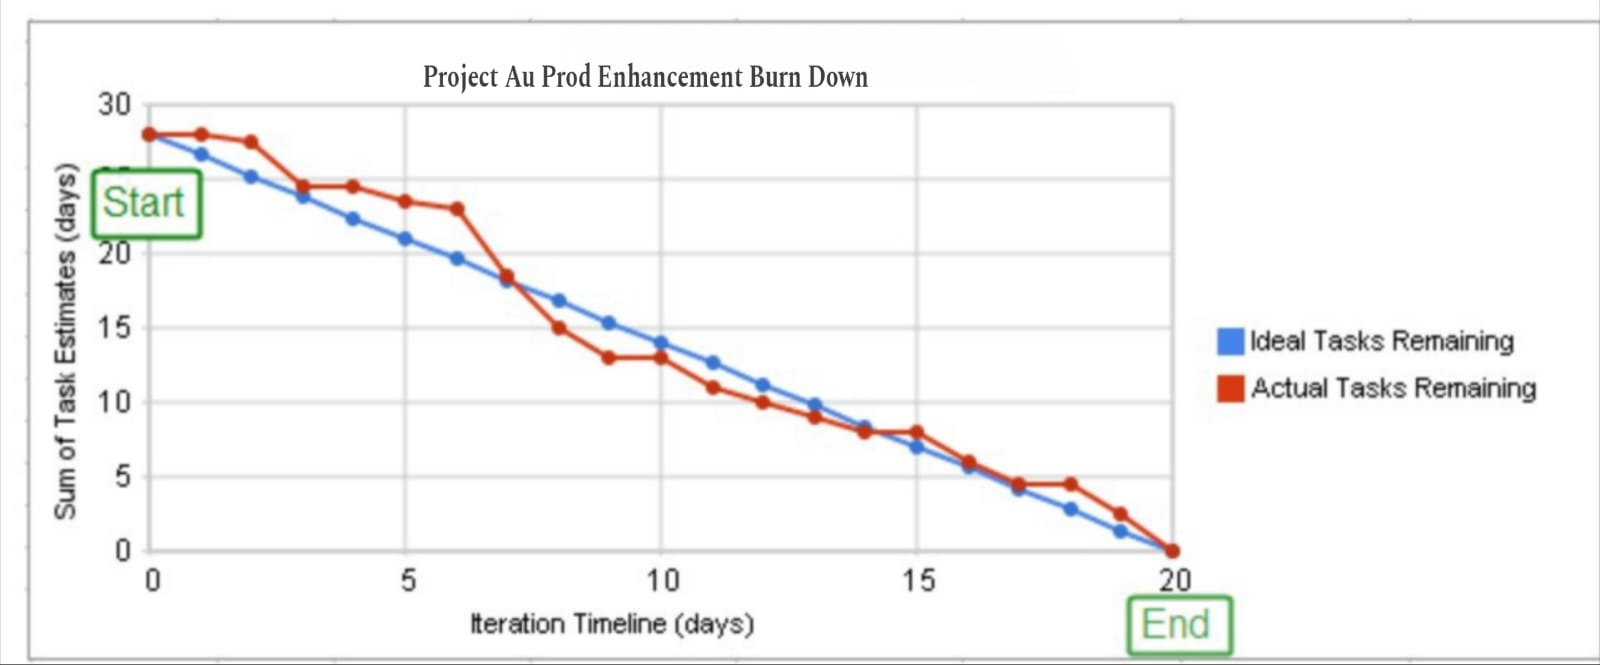 Project Au Prod Enhancement Burn Down
30
Start
20
15
10
5
0
Sum of Task Estimates (days)
0 5 10 15 20
Iteration Timeline (days)
End
Ideal Tasks Remaining
Actual Tasks Remaining